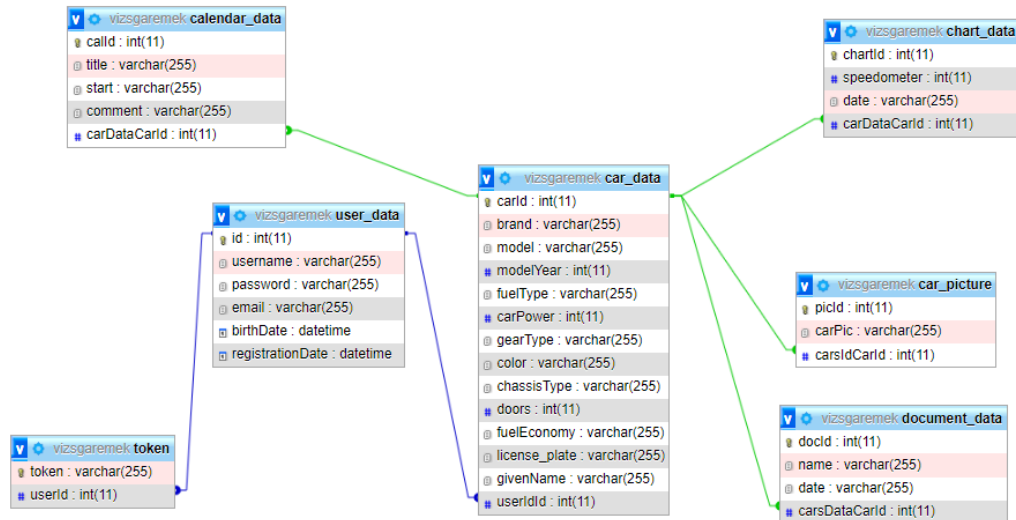 vizsgaremek calendar_data
calId : int(11)
title : varchar(255)
start : varchar(255)
comment : varchar(255)
carDataCarId : int(11)
vizsgaremek chart_data
chartId : int(11)
speedometer : int(11)
date : varchar(255)
carDataCarId : int(11)
vizsgaremek car_data
carId : int(11)
brand : varchar(255)
model : varchar(255)
modelYear : int(11)
fuelType : varchar(255)
carPower : int(11)
gearType : varchar(255)
color : varchar(255)
chassisType : varchar(255)
doors : int(11)
fuelEconomy : varchar(255)
license_plate : varchar(255)
givenName : varchar(255)
userIdId : int(11)
vizsgaremek user_data
id : int(11)
username : varchar(255)
password : varchar(255)
email : varchar(255)
birthDate : datetime
registrationDate : datetime
vizsgaremek car_picture
picId : int(11)
carPic : varchar(255)
carsIdCarId : int(11)
vizsgaremek document_data
docId : int(11)
name : varchar(255)
date : varchar(255)
carsDataCarId : int(11)
vizsgaremek token
token : varchar(255)
userId : int(11)